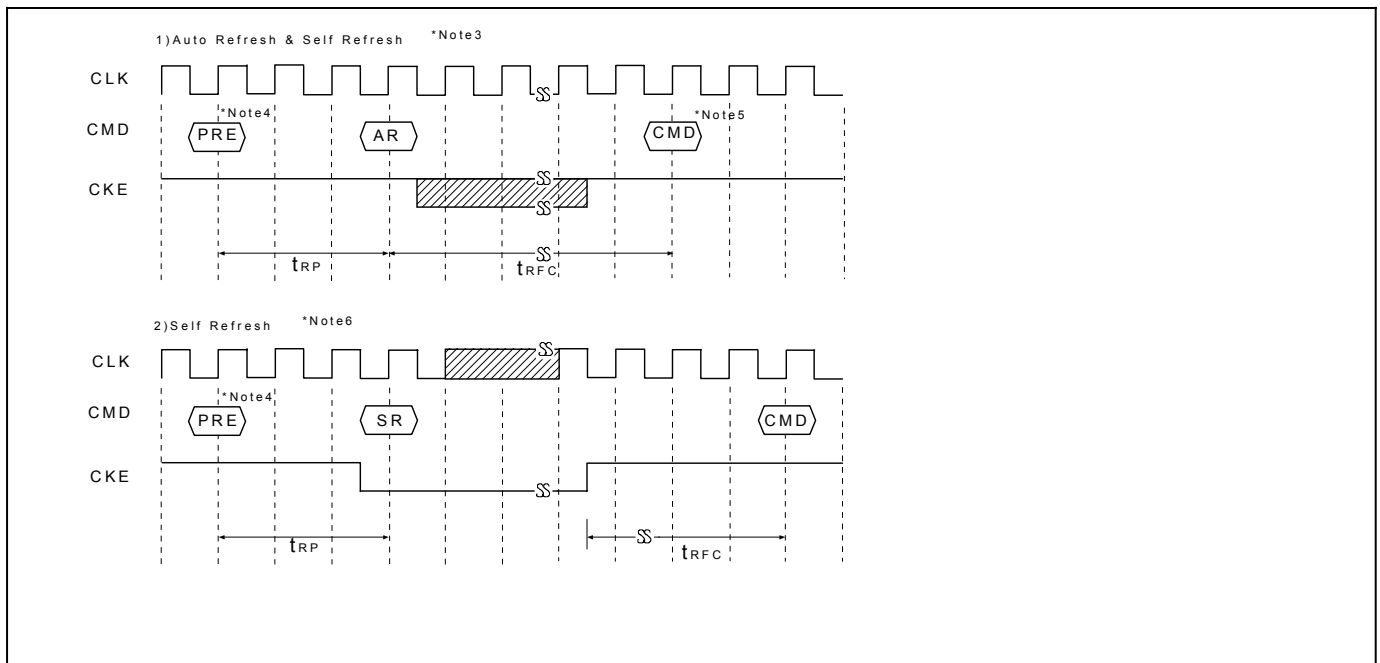 1)Auto Refresh & Self Refresh *Note3
CLK
*Note4 *Note5
CMD PRE AR CMD
CKE
tRP tRFC
2)Self Refresh *Note6
CLK
*Note4
CMD PRE SR CMD
CKE
tRP tRFC